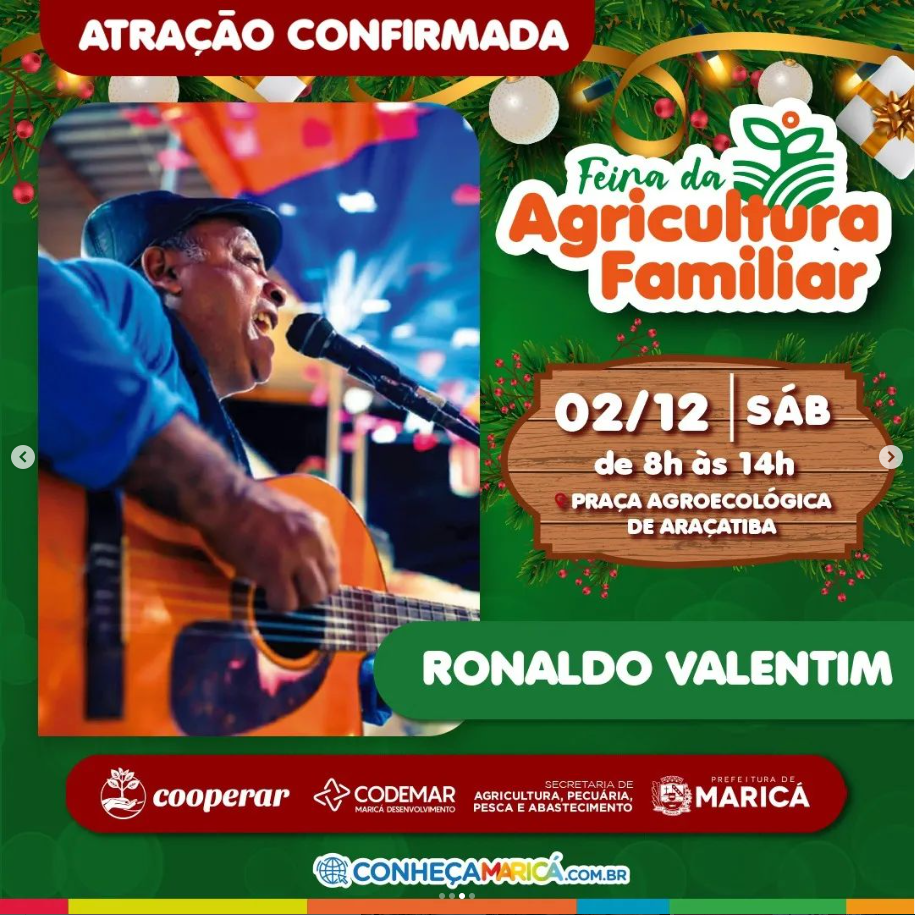 ATRAÇÃO CONFIRMADA
Feira da
Agricultura
Familiar
02/12 SÁB
de 8h às 14h
PRAÇA AGROECOLÓGICA
DE ARAÇATIBA
RONALDO VALENTIM
cooperar
CODEMAR
MARICÁ DESENVOLVIMENTO
SECRETARIA DE
AGRICULTURA, PECUÁRIA,
PESCA E ABASTECIMENTO
PREFEITURA DE
MARICÁ
CONHEÇAMARICÁ.COM.BR